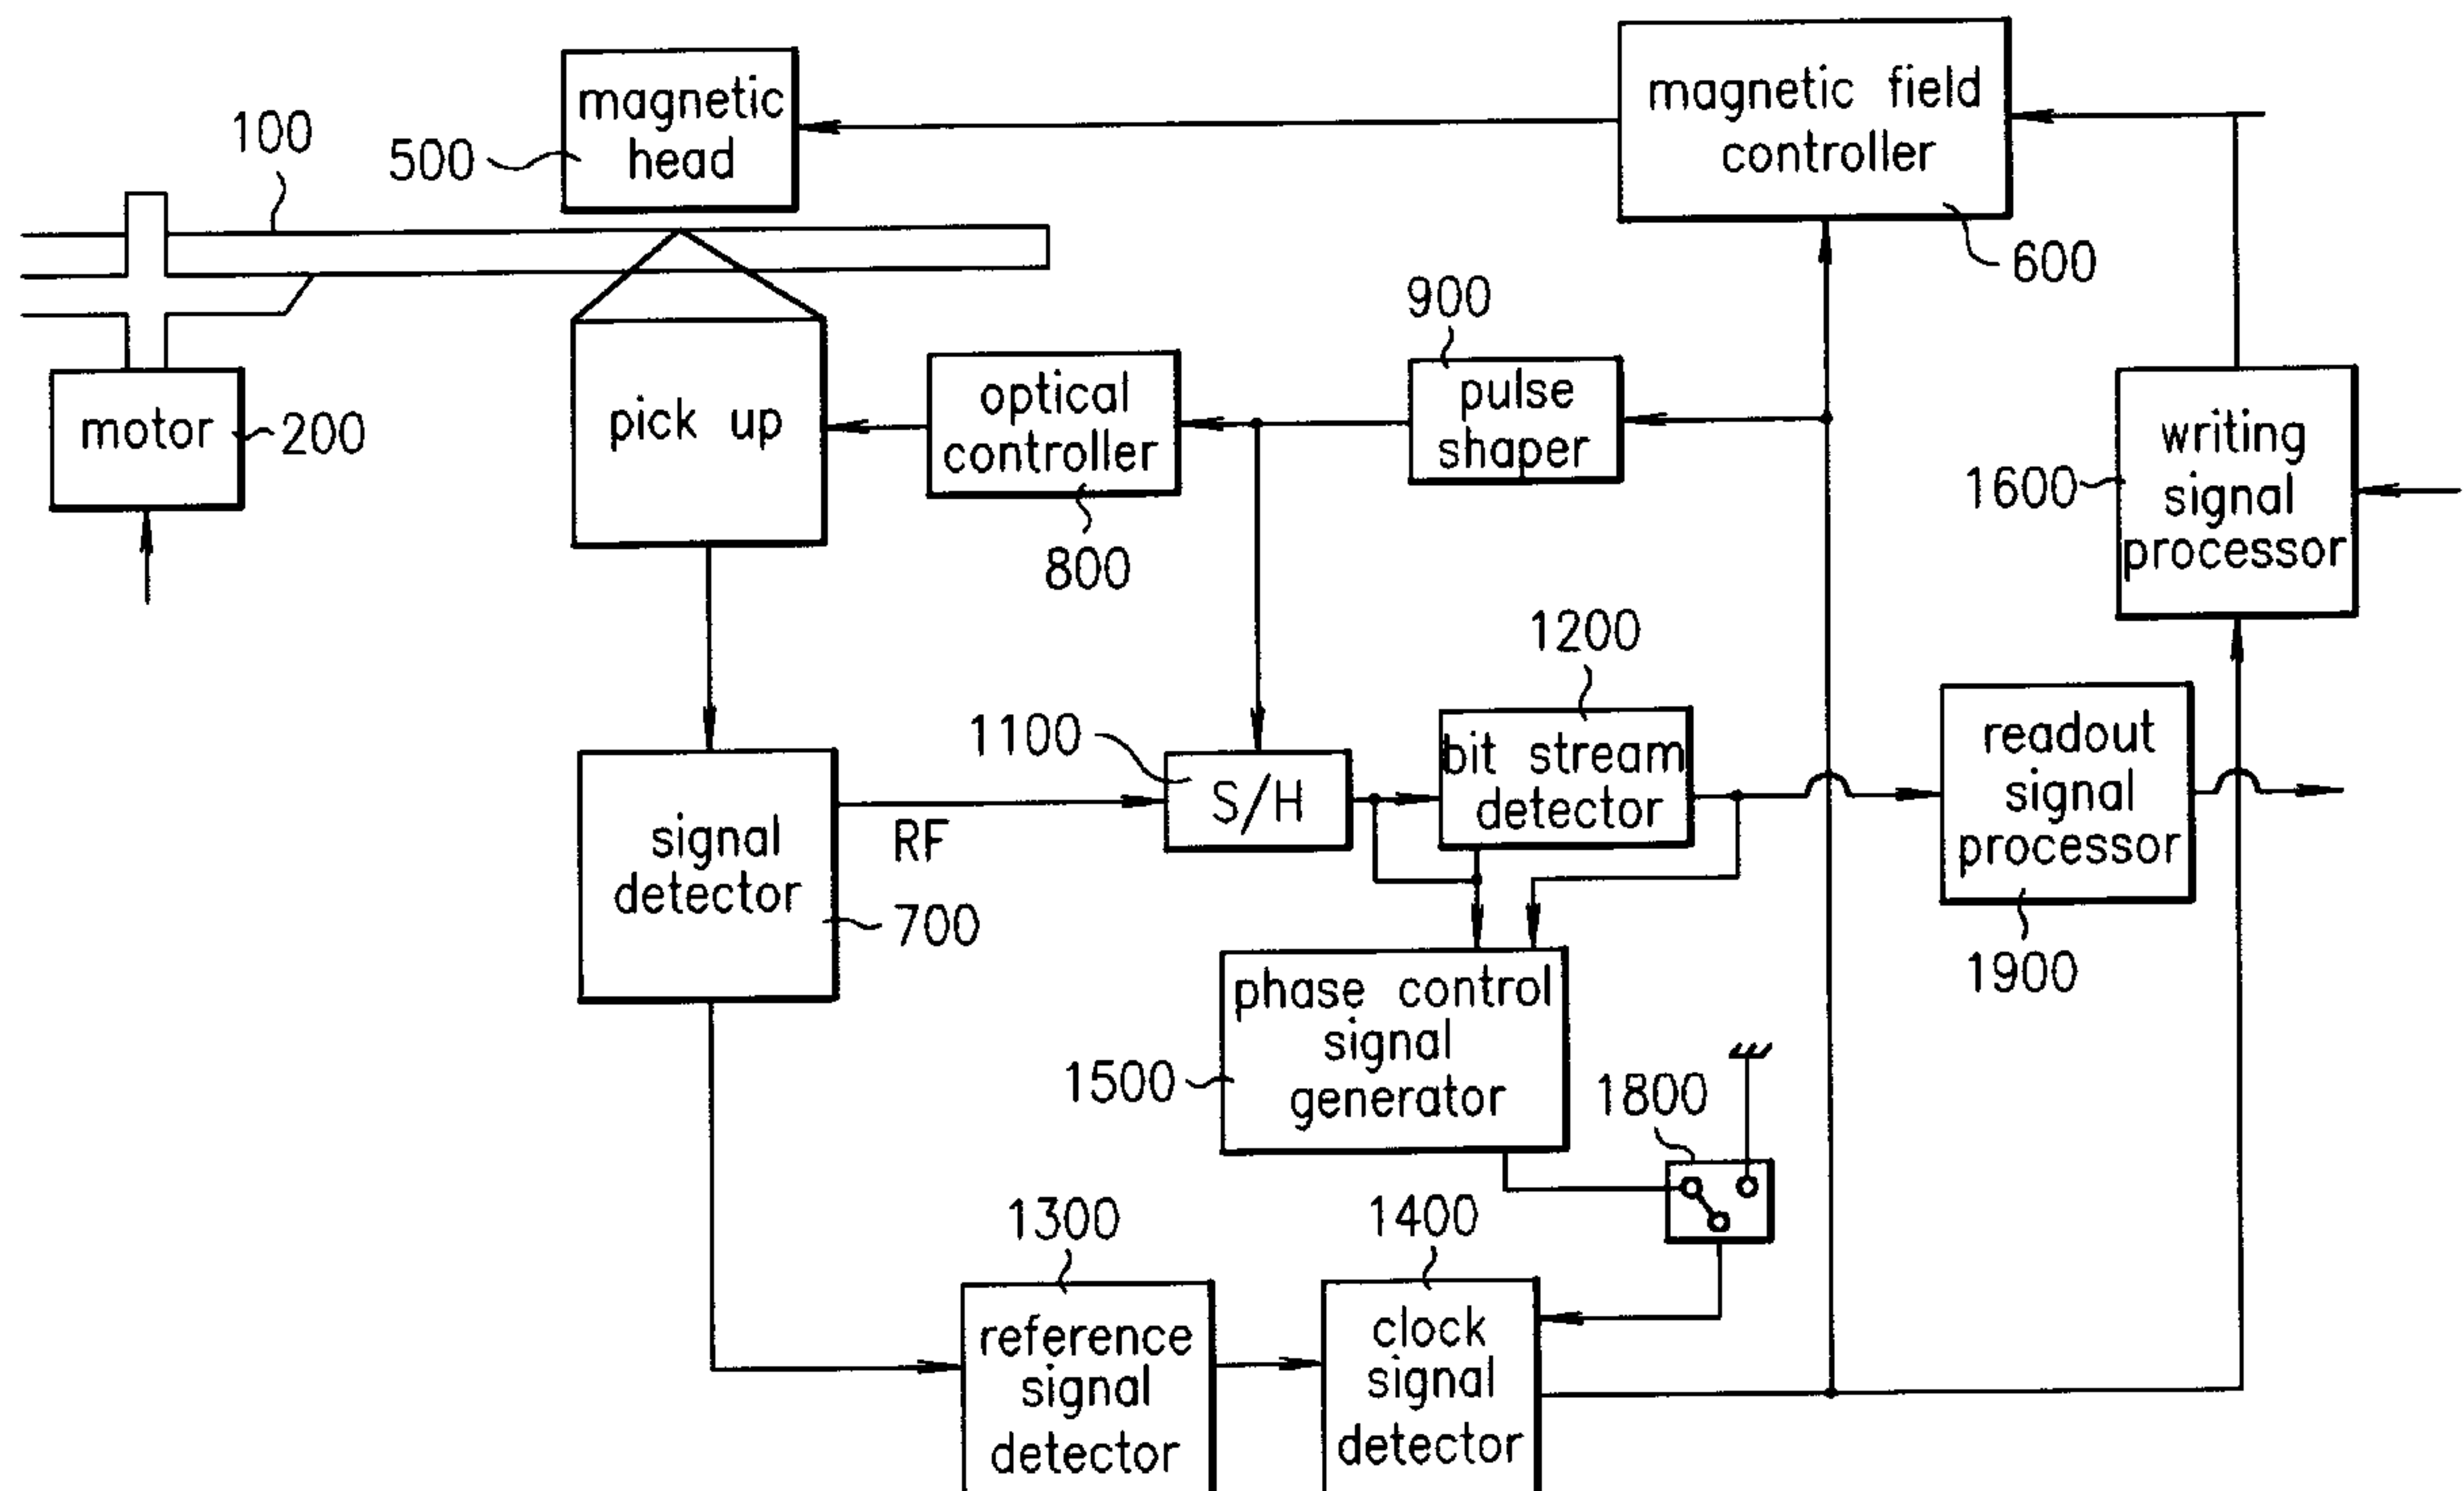 magnetic
head
500
100
magnetic field
controller
600
motor
200
pick up
optical
controller
800
900
pulse
shaper
writing
signal
processor
1600
signal
detector
700
RF
1100
S/H
1200
bit stream
detector
readout
signal
processor
1900
phase control
signal
generator
1500
1800
1300
reference
signal
detector
1400
clock
signal
detector